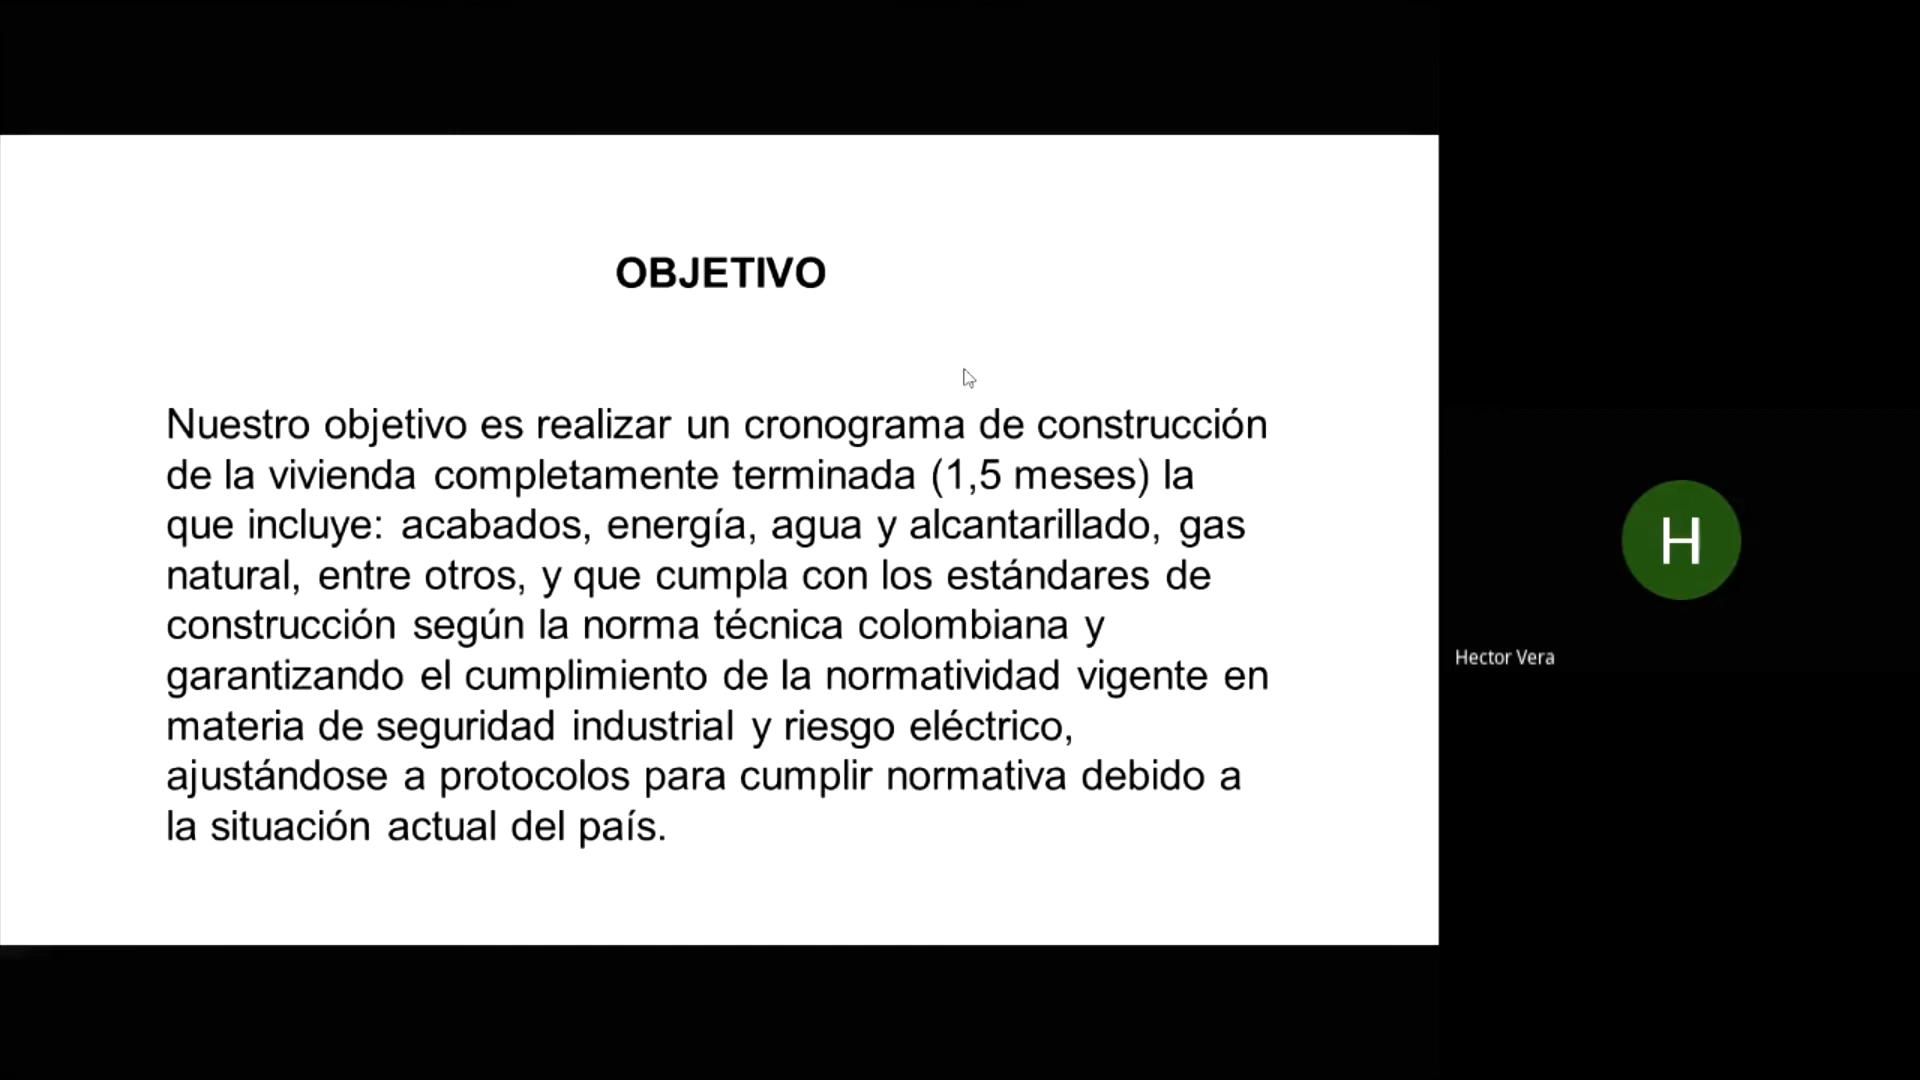 OBJETIVO
Nuestro objetivo es realizar un cronograma de construcción
de la vivienda completamente terminada (1,5 meses) la
que incluye: acabados, energía, agua y alcantarillado, gas
natural, entre otros, y que cumpla con los estándares de
construcción según la norma técnica colombiana y
garantizando el cumplimiento de la normatividad vigente en
materia de seguridad industrial y riesgo eléctrico,
ajustándose a protocolos para cumplir normativa debido a
la situación actual del país.
H
Hector Vera